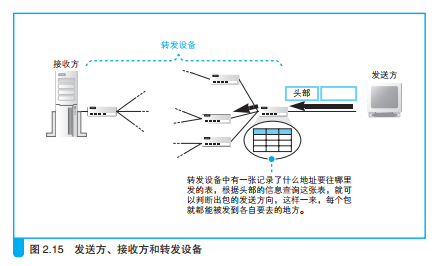 转发设备
接收方
发送方
头部
转发设备中有一张记录了什么地址要往哪里
发的表，根据头部的信息查询这张表，就可
以判断出包的发送方向，这样一来，每个包
就都能被发到各自要去的地方。
图 2.15 发送方、接收方和转发设备